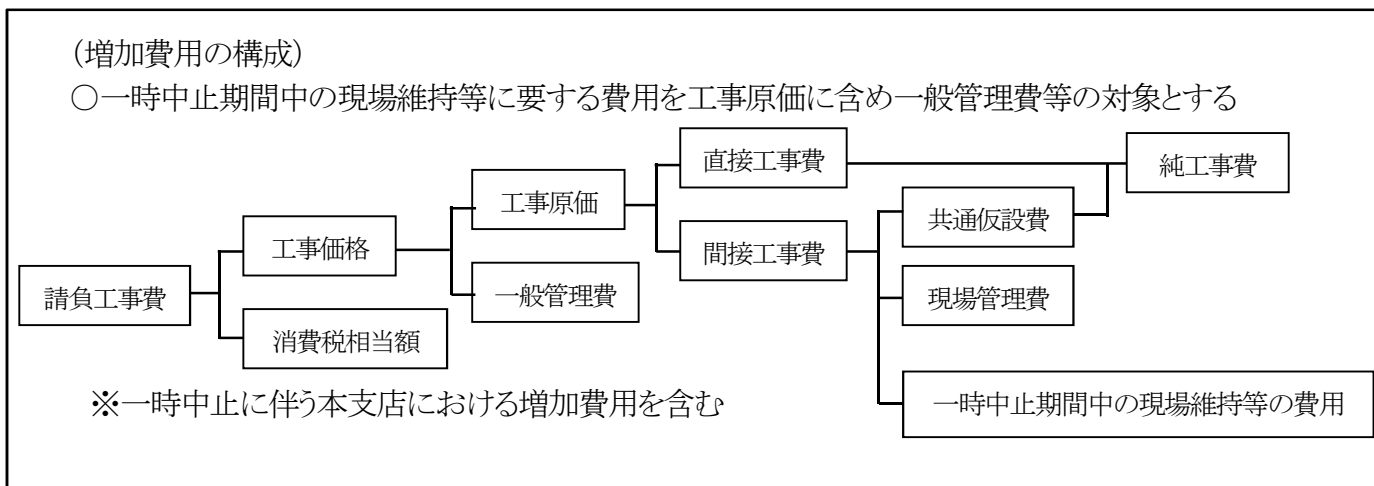 （増加費用の構成）
○一時中止期間中の現場維持等に要する費用を工事原価に含め一般管理費等の対象とする
直接工事費
純工事費
工事原価
共通仮設費
工事価格
間接工事費
請負工事費
一般管理費
現場管理費
消費税相当額
※一時中止に伴う本支店における増加費用を含む
一時中止期間中の現場維持等の費用